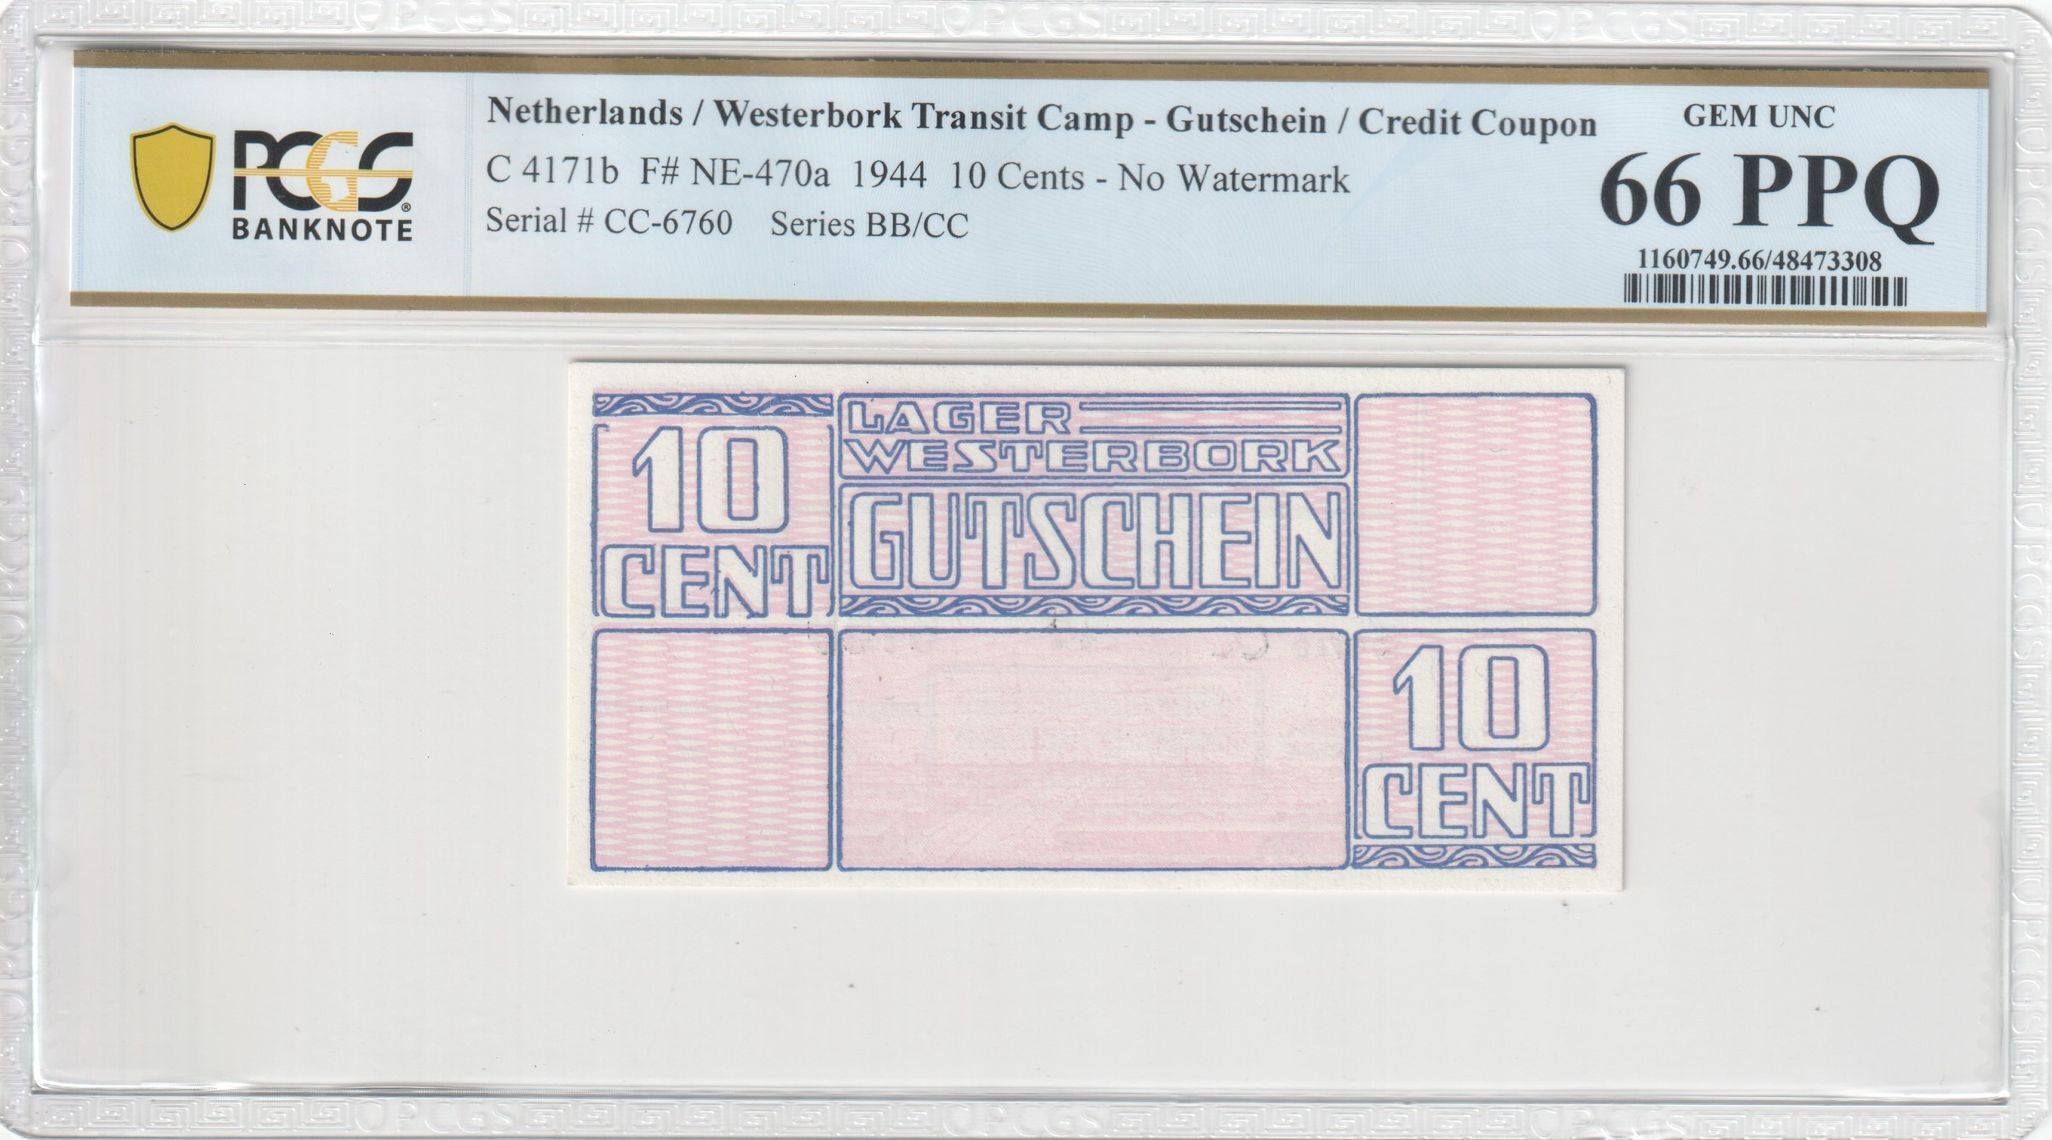 PCGS
BANKNOTE
Netherlands / Westerbork Transit Camp - Gutschein / Credit Coupon
C 4171b F# NE-470a 1944 10 Cents - No Watermark
Serial # CC-6760 Series BB/CC
GEM UNC
66 PPQ
1160749.66/48473308
10
CENT
LAGER
WESTERBORK
GUTSCHEIN
10
CENT